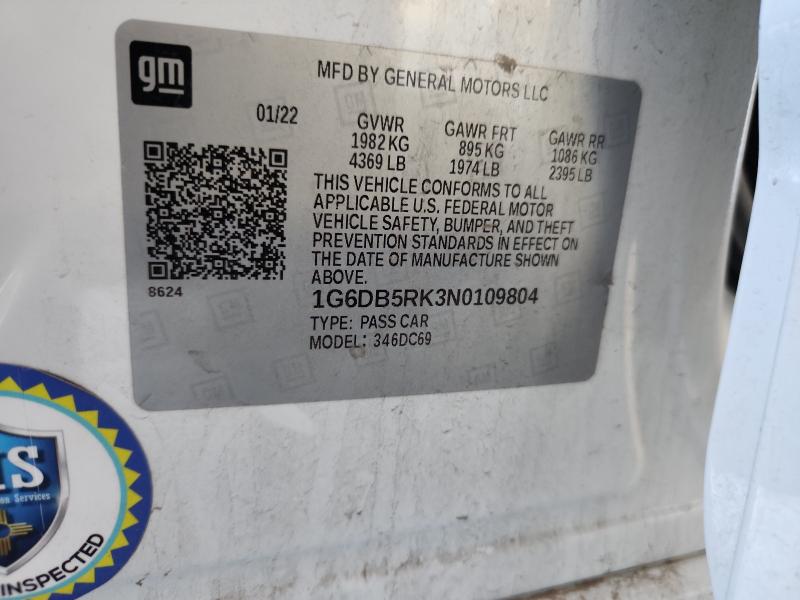 gm
MFD BY GENERAL MOTORS LLC
01/22
GVWR GAWR FRT GAWR RR
1982 KG 895 KG 1086 KG
4369 LB 1974 LB 2395 LB
THIS VEHICLE CONFORMS TO ALL
APPLICABLE U.S. FEDERAL MOTOR
VEHICLE SAFETY, BUMPER, AND THEFT
PREVENTION STANDARDS IN EFFECT ON
THE DATE OF MANUFACTURE SHOWN
ABOVE.
8624
1G6DB5RK3N0109804
TYPE: PASS CAR
MODEL: 346DC69
Services
INSPECTED